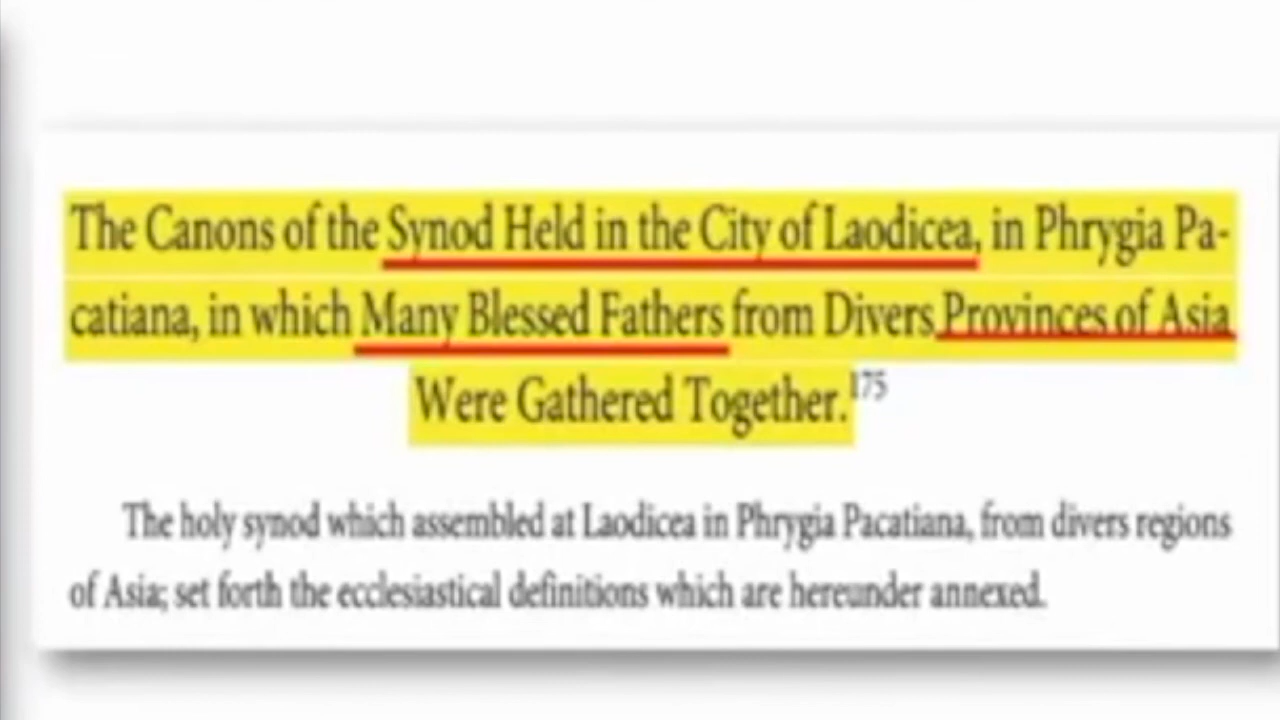 The Canons of the Synod Held in the City of Laodicea, in Phrygia Pa-
catiana, in which Many Blessed Fathers from Divers Provinces of Asia
Were Gathered Together.175
The holy synod which assembled at Laodicea in Phrygia Pacatiana, from divers regions
of Asia; set forth the ecclesiastical definitions which are hereunder annexed.